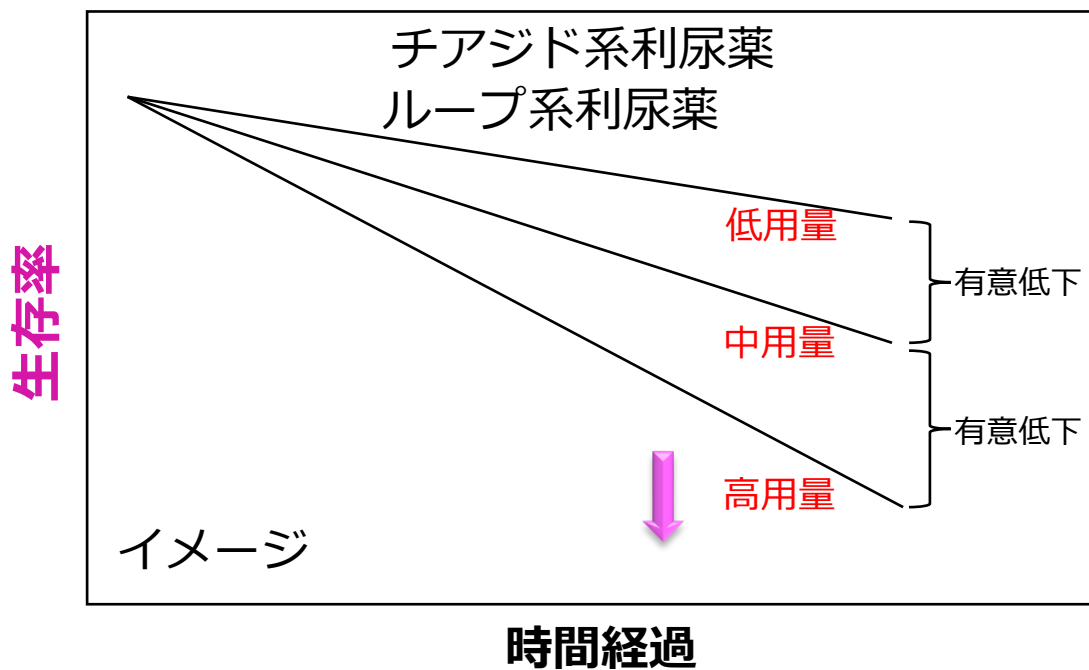 チアジド系利尿薬
ループ系利尿薬
生存率
低用量
有意低下
中用量
有意低下
高用量
イメージ
時間経過